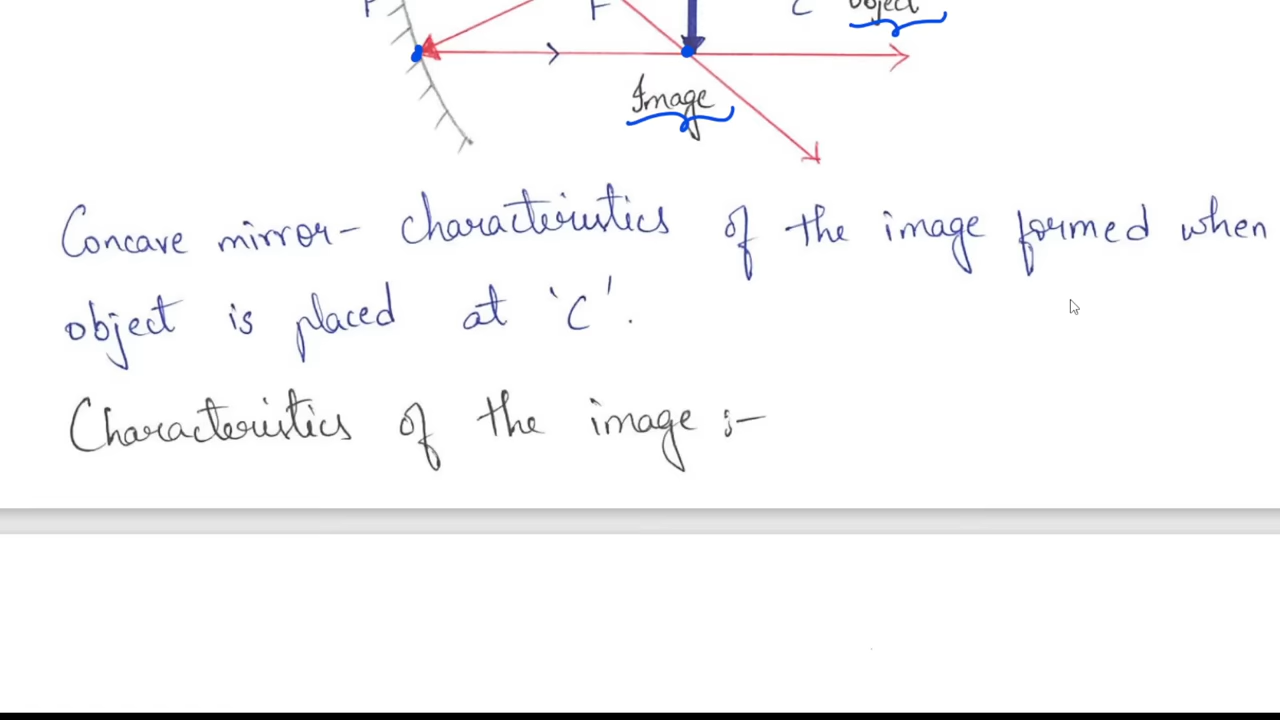 F C Object
Image
Concave mirror- characteristics of the image formed when
object is placed at 'C'.
Characteristics of the image :-